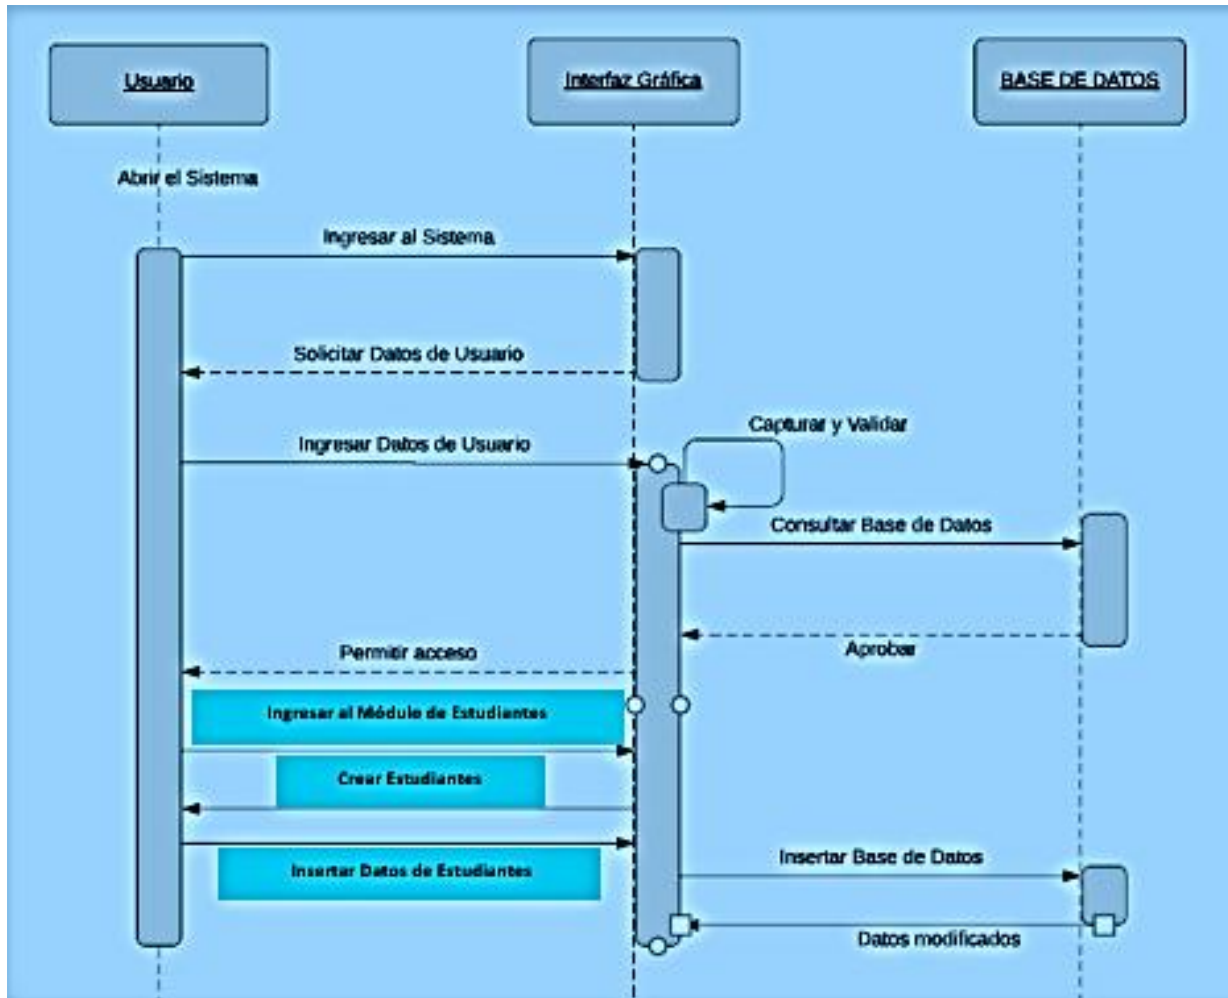 Usuario
Interfaz Gráfica
BASE DE DATOS
Abrir el Sistema
Ingresar al Sistema
Solicitar Datos de Usuario
Capturar y Validar
Ingresar Datos de Usuario
Consultar Base de Datos
Aprobar
Permitir acceso
Ingresar al Módulo de Estudiantes
Crear Estudiantes
Insertar Base de Datos
Insertar Datos de Estudiantes
Datos modificados